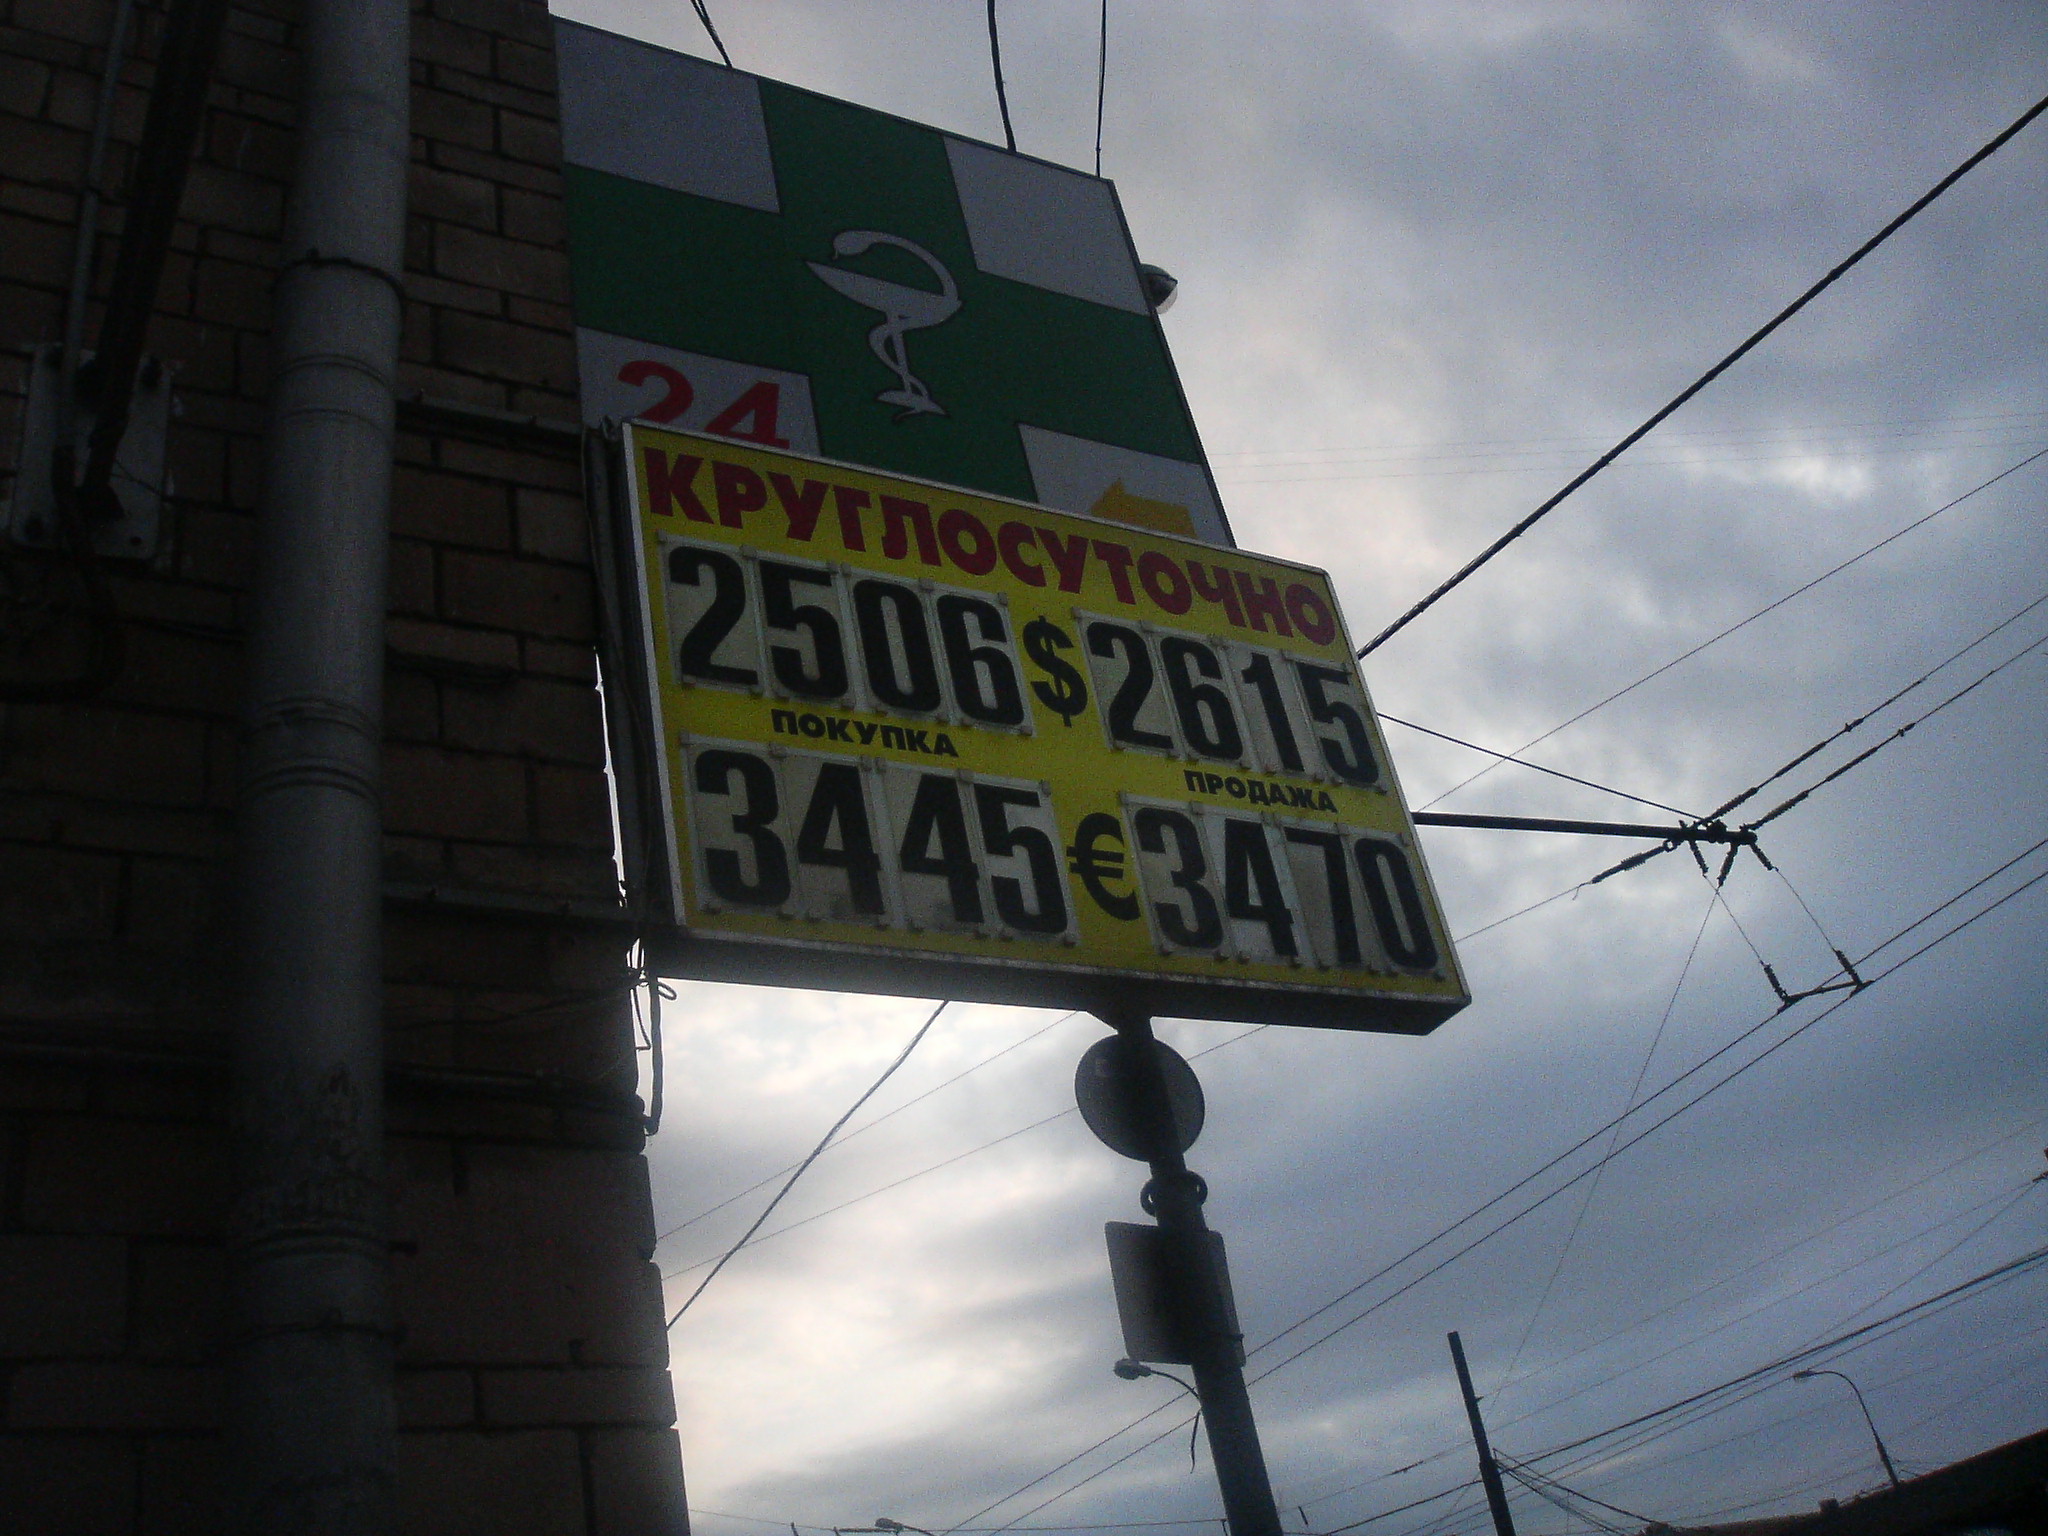 24
КРУГЛОСУТОЧНО
2506 $ 2615
ПОКУПКА
ПРОДАЖА
3445 € 3470